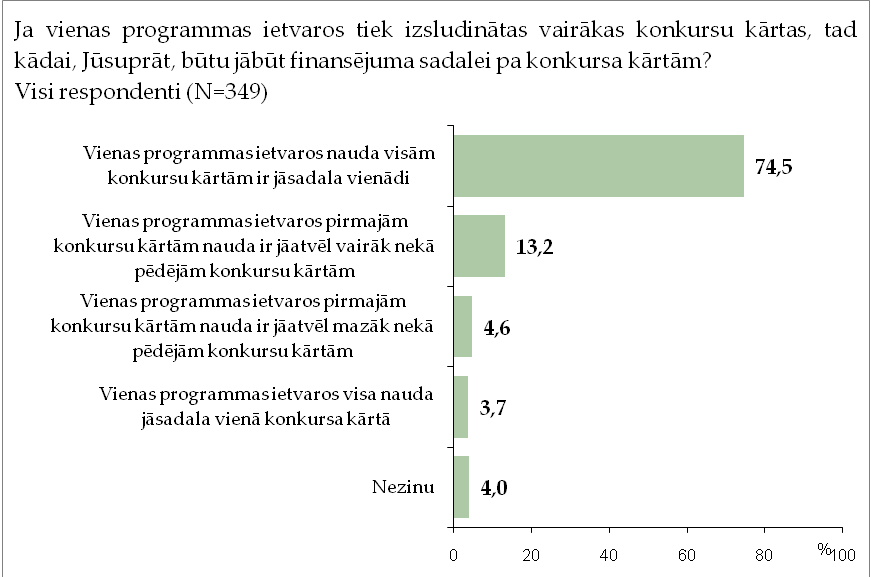 Ja vienas programmas ietvaros tiek izsludinātas vairākas konkursu kārtas, tad
kādai, Jūsuprāt, būtu jābūt finansējuma sadalei pa konkursa kārtām?
Visi respondenti (N=349)
Vienas programmas ietvaros nauda visām
konkursu kārtām ir jāsadala vienādi
74,5
Vienas programmas ietvaros pirmajām
konkursu kārtām nauda ir jāatvēl vairāk nekā
pēdējām konkursu kārtām
13,2
Vienas programmas ietvaros pirmajām
konkursu kārtām nauda ir jāatvēl mazāk nekā
pēdējām konkursu kārtām
4,6
Vienas programmas ietvaros visa nauda
jāsadala vienā konkursa kārtā
3,7
Nezinu
4,0
0 20 40 60 80 % 100